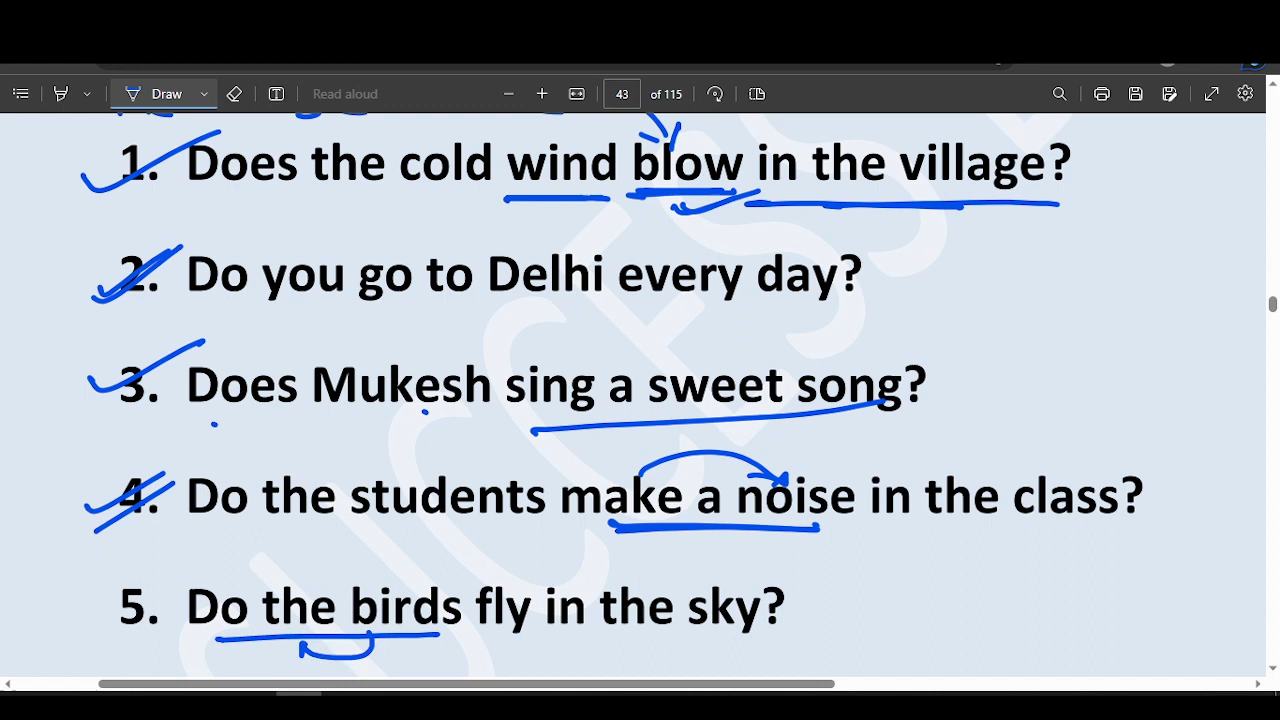 Draw
Read aloud
43 of 115
1. Does the cold wind blow in the village?
2. Do you go to Delhi every day?
3. Does Mukesh sing a sweet song?
4. Do the students make a noise in the class?
5. Do the birds fly in the sky?